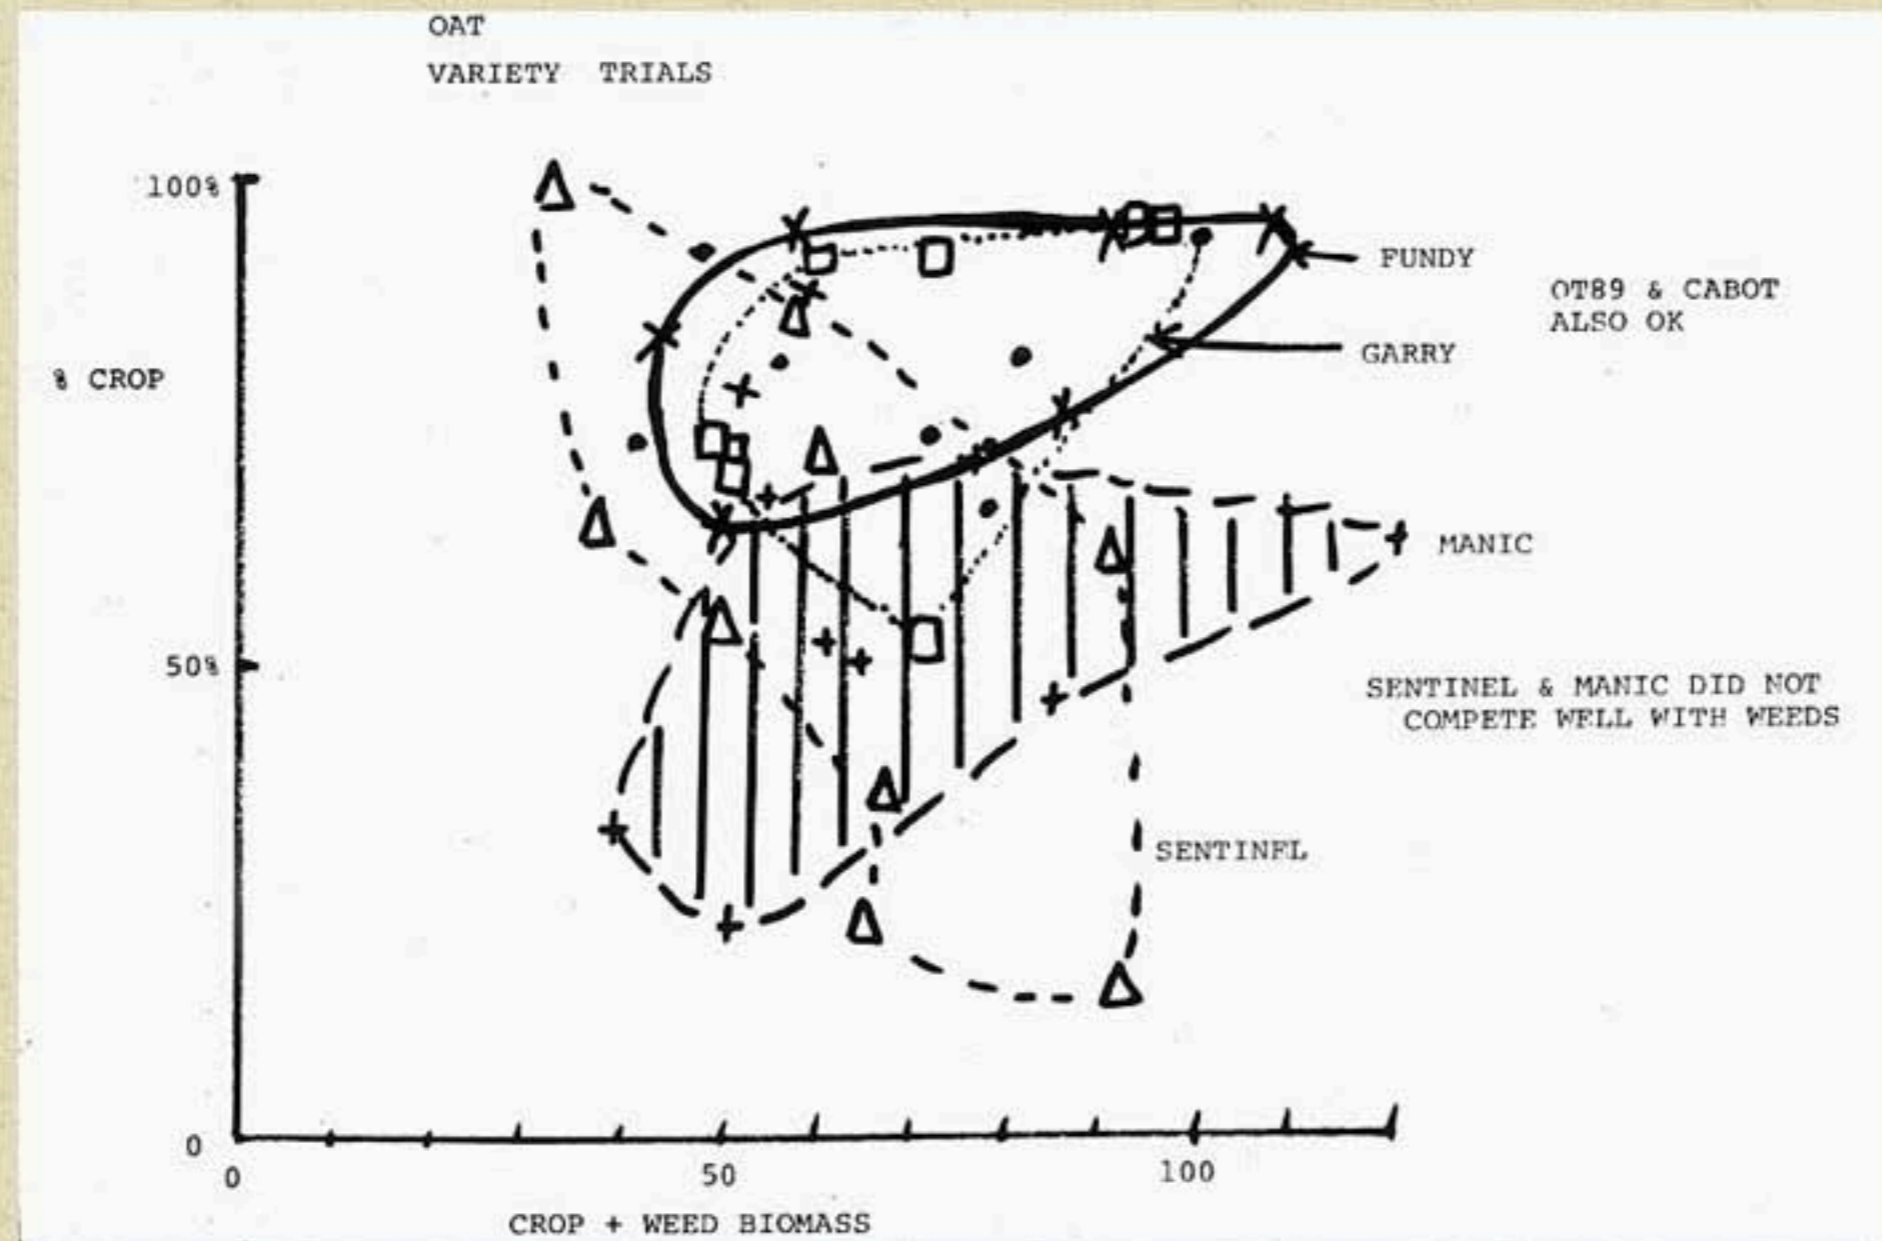 OAT
VARIETY TRIALS
100%
FUNDY
OT89 & CABOT
ALSO OK
GARRY
% CROP
MANIC
50%
SENTINEL & MANIC DID NOT
COMPETE WELL WITH WEEDS
SENTINEL
0
0 50 100
CROP + WEED BIOMASS